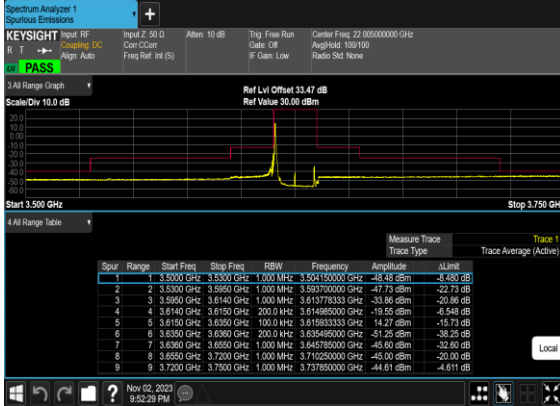 Spectrum Analyzer 1
Spurious Emissions
+
KEYSIGHT Input: RF Input Z: 50 Ω Atten: 10 dB Trig: Free Run Center Freq: 22.005000000 GHz
R T Coupling: DC Corr CCorr Gate: Off Avg|Hold: 100/100
Align: Auto Freq Ref: Int (S) IF Gain: Low Radio Std: None
LXI PASS
3 All Range Graph
Ref Lvl Offset 33.47 dB
Scale/Div 10.0 dB Ref Value 30.00 dBm
20.0
10.0
0.00
-10.0
-20.0
-30.0
-40.0
-50.0
-60.0
Start 3.500 GHz Stop 3.750 GH
4 All Range Table
Measure Trace Trace 1
Trace Type Trace Average (Active)
Spur Range Start Freq Stop Freq RBW Frequency Amplitude ΔLimit
1 1 3.5000 GHz 3.5300 GHz 1.000 MHz 3.504150000 GHz -48.48 dBm -8.480 dB
2 2 3.5300 GHz 3.5950 GHz 1.000 MHz 3.593700000 GHz -47.73 dBm -22.73 dB
3 3 3.5950 GHz 3.6140 GHz 1.000 MHz 3.613778333 GHz -33.86 dBm -20.86 dB
4 4 3.6140 GHz 3.6150 GHz 200.0 kHz 3.614985000 GHz -19.55 dBm -6.548 dB
5 5 3.6150 GHz 3.6350 GHz 100.0 kHz 3.615933333 GHz 14.27 dBm -15.73 dB
6 6 3.6350 GHz 3.6360 GHz 200.0 kHz 3.635495000 GHz -51.25 dBm -38.25 dB
7 7 3.6360 GHz 3.6550 GHz 1.000 MHz 3.645785000 GHz -45.60 dBm -32.60 dB
8 8 3.6550 GHz 3.7200 GHz 1.000 MHz 3.710250000 GHz -45.00 dBm -20.00 dB
9 9 3.7200 GHz 3.7500 GHz 1.000 MHz 3.737850000 GHz -44.61 dBm -4.611 dB
Local
?
Nov 02, 2023
9:52:29 PM